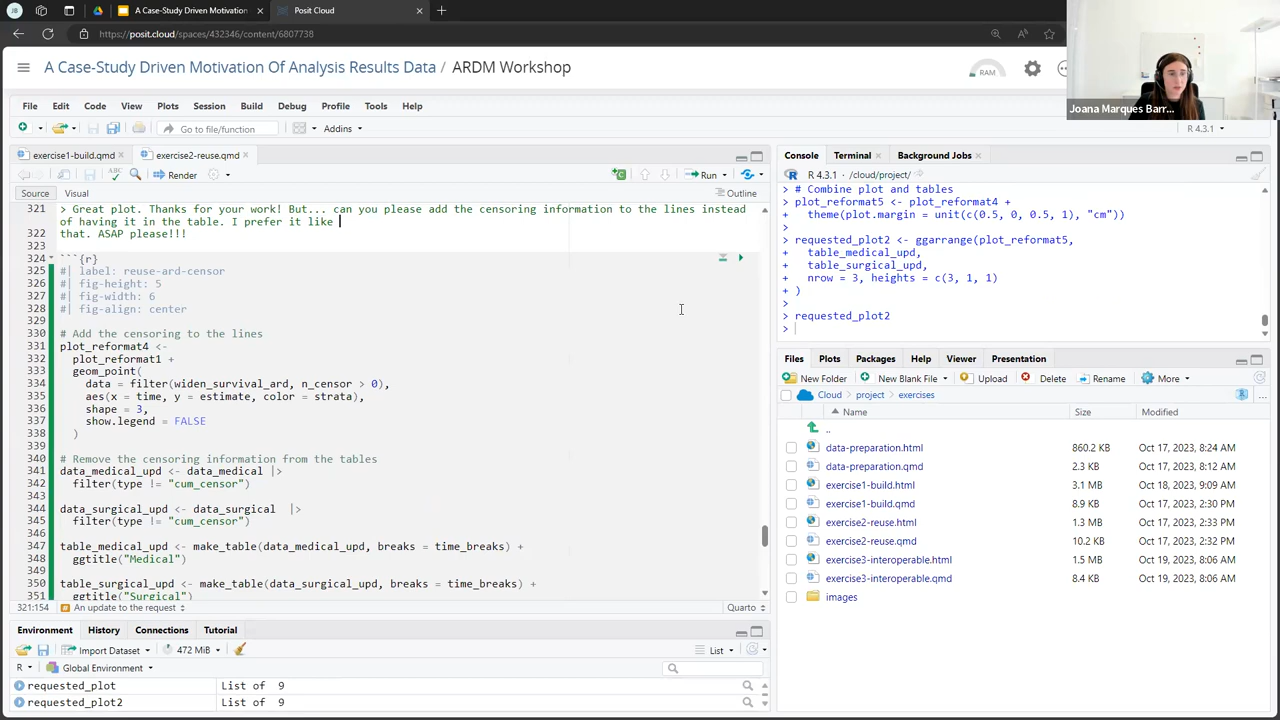 JB
A Case-Study Driven Motivation
Posit Cloud
https://posit.cloud/spaces/432346/content/6807738
A Case-Study Driven Motivation Of Analysis Results Data / ARDM Workshop
RAM
Joana Marques Barr...
File Edit Code View Plots Session Build Debug Profile Tools Help
Go to file/function
Addins
R 4.3.1
exercise1-build.qmd
exercise2-reuse.qmd
Render
Run
Source Visual
Outline
321 > Great plot. Thanks for your work! But... can you please add the censoring information to the lines instead
of having it in the table. I prefer it like
322 that. ASAP please!!!
323
324 ```{r}
325 #| label: reuse-ard-censor
326 #| fig-height: 5
327 #| fig-width: 6
328 #| fig-align: center
329
330 # Add the censoring to the lines
331 plot_reformat4 <-
332 plot_reformat1 +
333 geom_point(
334 data = filter(widen_survival_ard, n_censor > 0),
335 aes(x = time, y = estimate, color = strata),
336 shape = 3,
337 show.legend = FALSE
338 )
339
340 # Remove the censoring information from the tables
341 data_medical_upd <- data_medical |>
342 filter(type != "cum_censor")
343
344 data_surgical_upd <- data_surgical |>
345 filter(type != "cum_censor")
346
347 table_medical_upd <- make_table(data_medical_upd, breaks = time_breaks) +
348 ggtitle("Medical")
349
350 table_surgical_upd <- make_table(data_surgical_upd, breaks = time_breaks) +
351 ggtitle("Surgical")
321:154 An update to the request
Quarto
Environment History Connections Tutorial
Import Dataset
472 MiB
List
R Global Environment
requested_plot List of 9
requested_plot2 List of 9
Console Terminal Background Jobs
R 4.3.1 · /cloud/project/
> # Combine plot and tables
> plot_reformat5 <- plot_reformat4 +
+ theme(plot.margin = unit(c(0.5, 0, 0.5, 1), "cm"))
>
> requested_plot2 <- ggarrange(plot_reformat5,
+ table_medical_upd,
+ table_surgical_upd,
+ nrow = 3, heights = c(3, 1, 1)
+ )
>
> requested_plot2
>
Files Plots Packages Help Viewer Presentation
New Folder New Blank File Upload Delete Rename More
Cloud project exercises
Name Size Modified
..
data-preparation.html 860.2 KB Oct 17, 2023, 8:24 AM
data-preparation.qmd 2.3 KB Oct 17, 2023, 8:12 AM
exercise1-build.html 3.1 MB Oct 18, 2023, 9:09 AM
exercise1-build.qmd 8.9 KB Oct 17, 2023, 2:30 PM
exercise2-reuse.html 1.3 MB Oct 17, 2023, 2:33 PM
exercise2-reuse.qmd 10.2 KB Oct 17, 2023, 2:32 PM
exercise3-interoperable.html 1.5 MB Oct 19, 2023, 8:06 AM
exercise3-interoperable.qmd 8.4 KB Oct 19, 2023, 8:06 AM
images